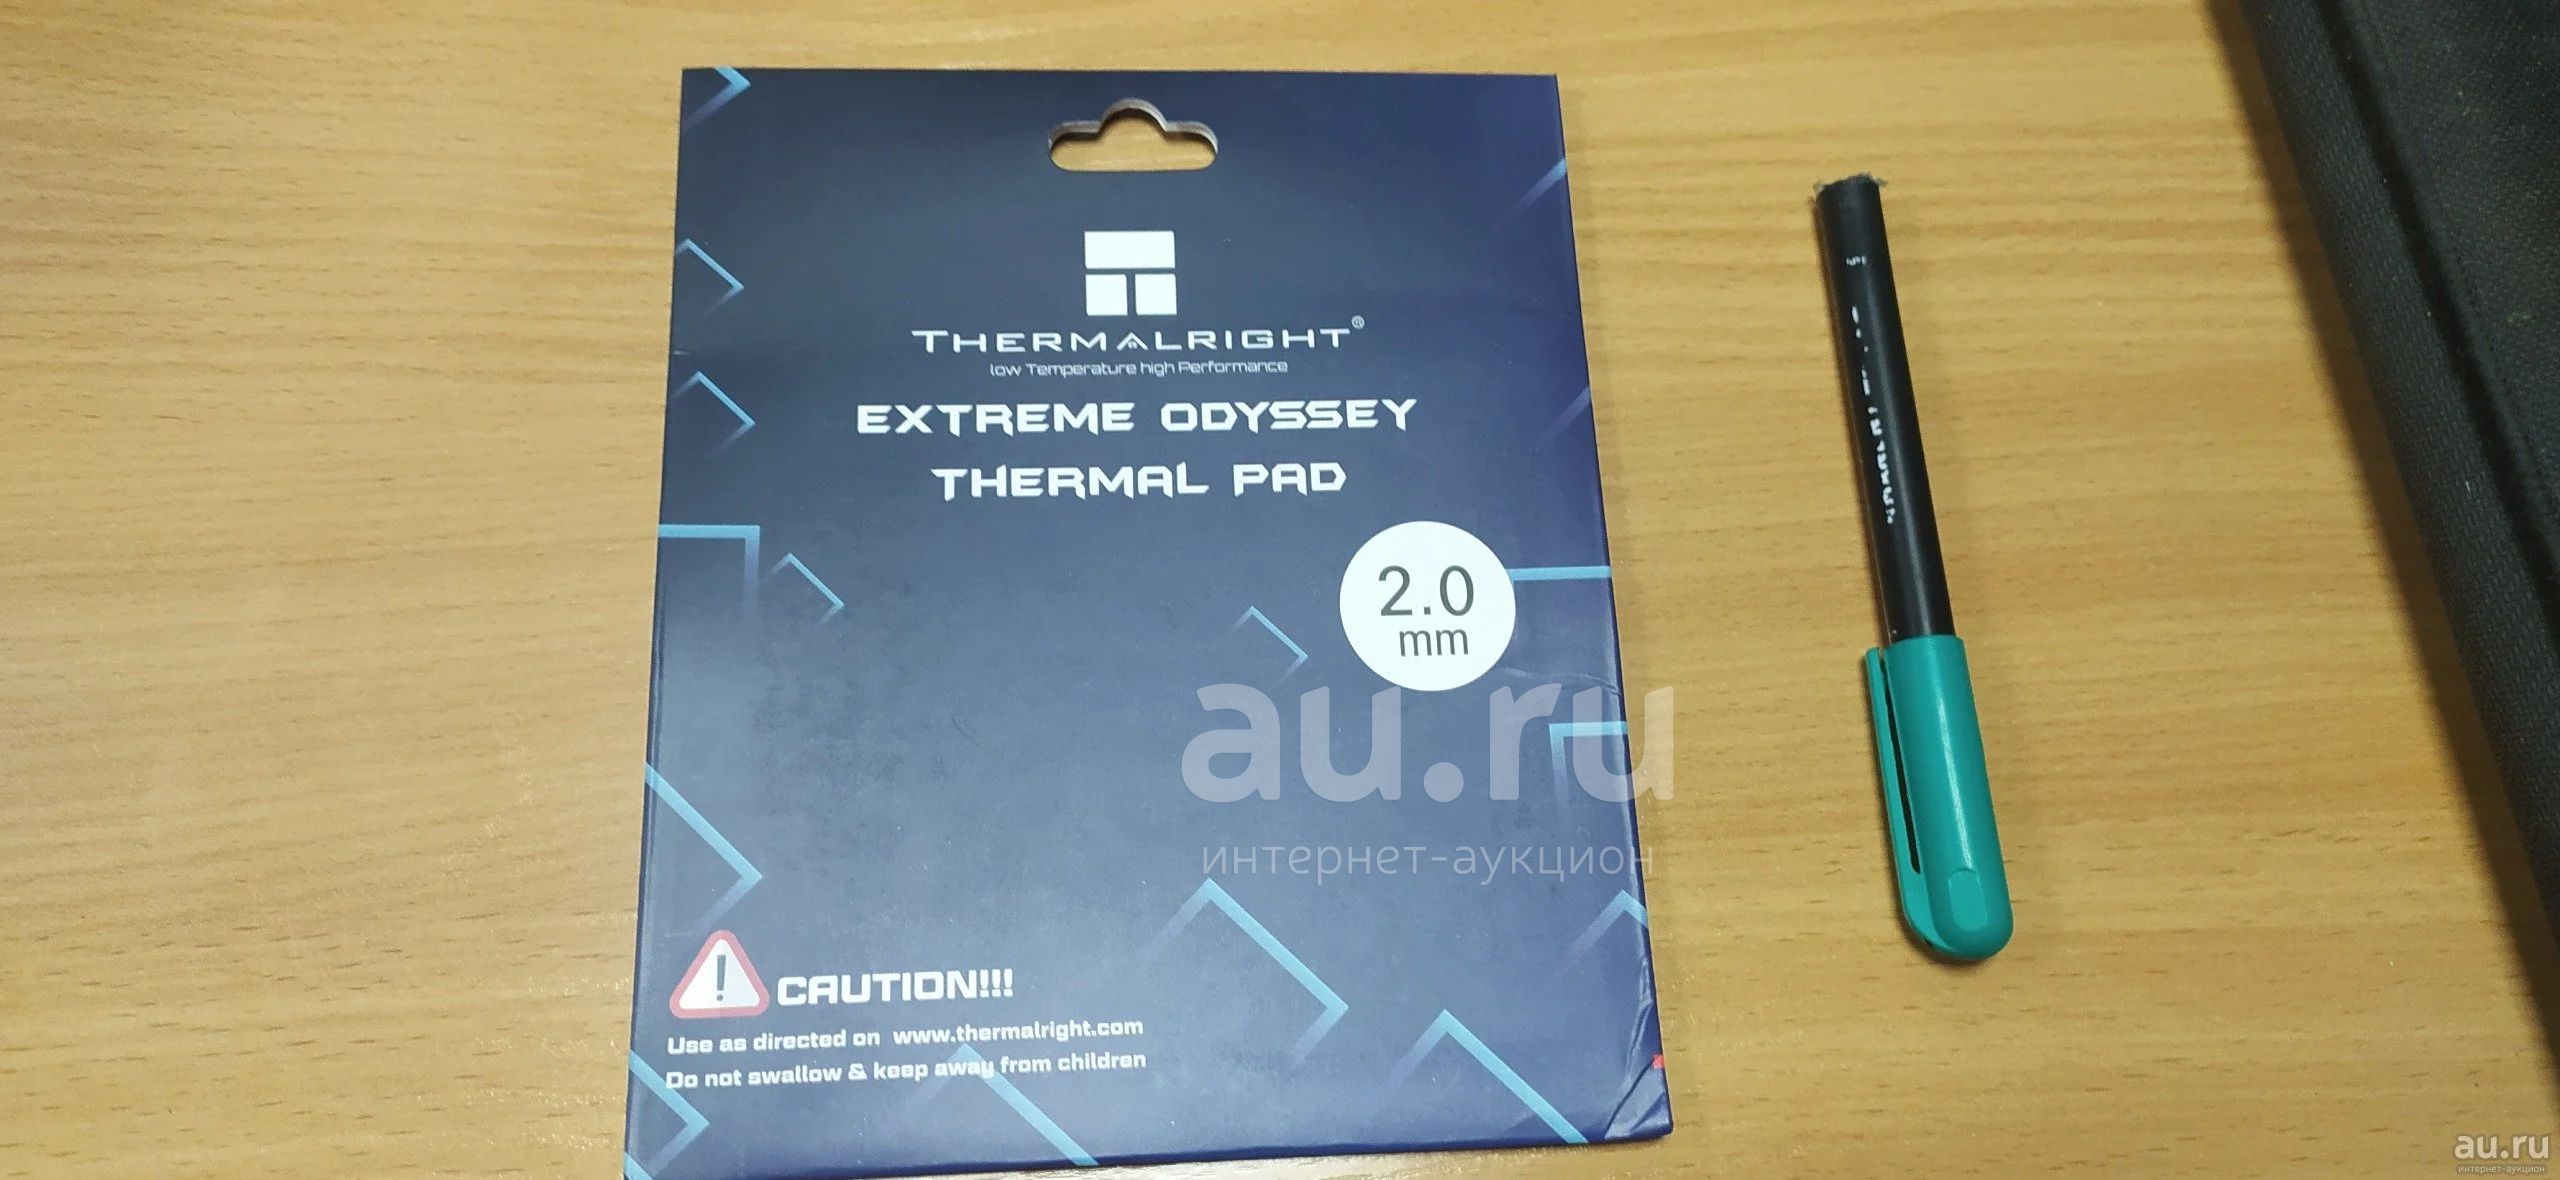 THERMALRIGHT®
low Temperature high Performance
EXTREME ODYSSEY
THERMAL PAD
2.0
mm
au.ru
интернет-аукцион
CAUTION!!!
Use as directed on www.thermalright.com
Do not swallow & keep away from children
au.ru
интернет-аукцион